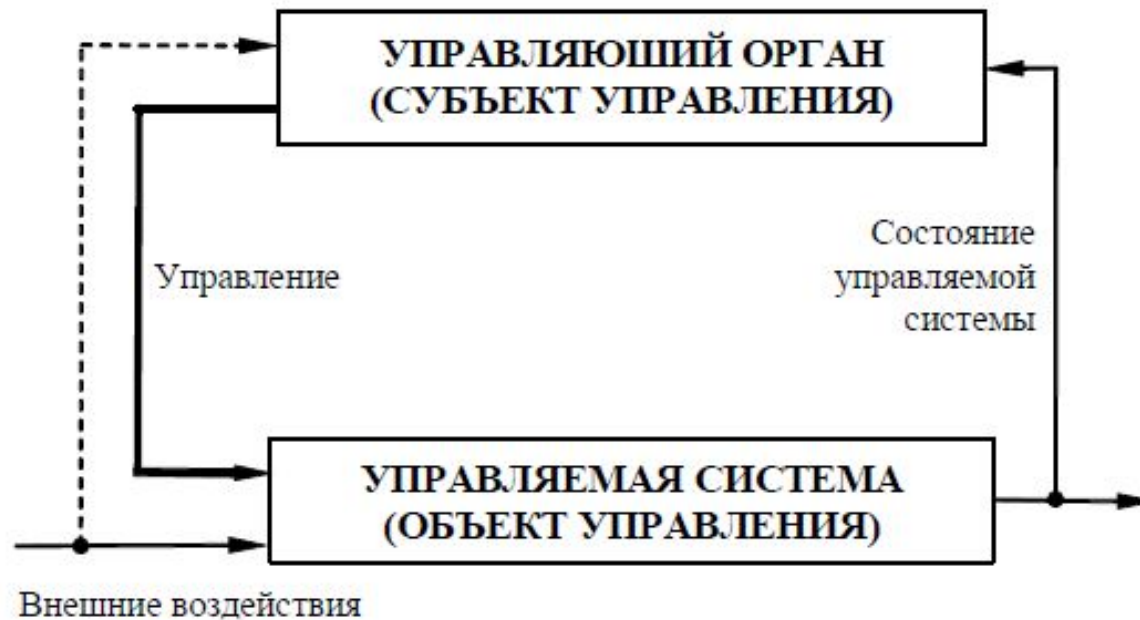 УПРАВЛЯЮШИЙ ОРГАН
(СУБЪЕКТ УПРАВЛЕНИЯ)
Управление
Состояние
управляемой
системы
УПРАВЛЯЕМАЯ СИСТЕМА
(ОБЪЕКТ УПРАВЛЕНИЯ)
Внешние воздействия